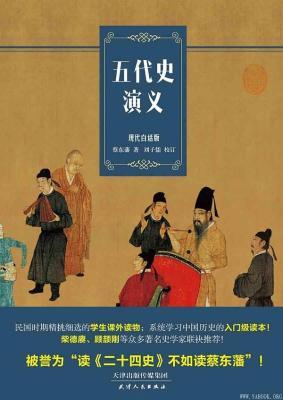 五代史
演义
现代白话版
蔡东藩 著 刘子儒 校订
民国时期精挑细选的学生课外读物；系统学习中国历史的入门级读本！
柴德赓、顾颉刚等众多著名史学家联袂推荐！
被誉为“读《二十四史》不如读蔡东藩”！
天津出版传媒集团
天津人民出版社
WWW.YABOOK.ORG